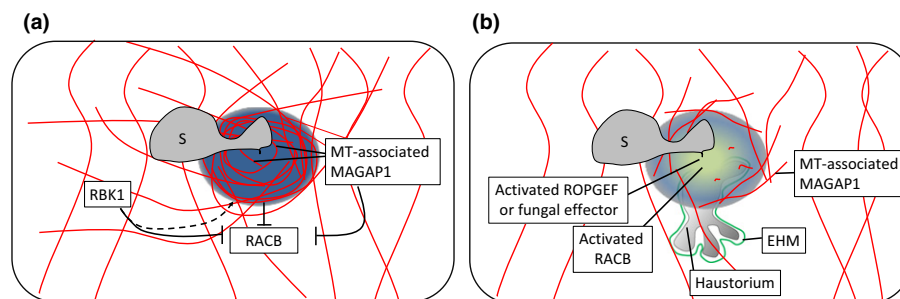 (a)
S
MT-associated
MAGAP1
RBK1
RACB
(b)
S
MT-associated
MAGAP1
Activated ROPGEF
or fungal effector
Activated
RACB
EHM
Haustorium